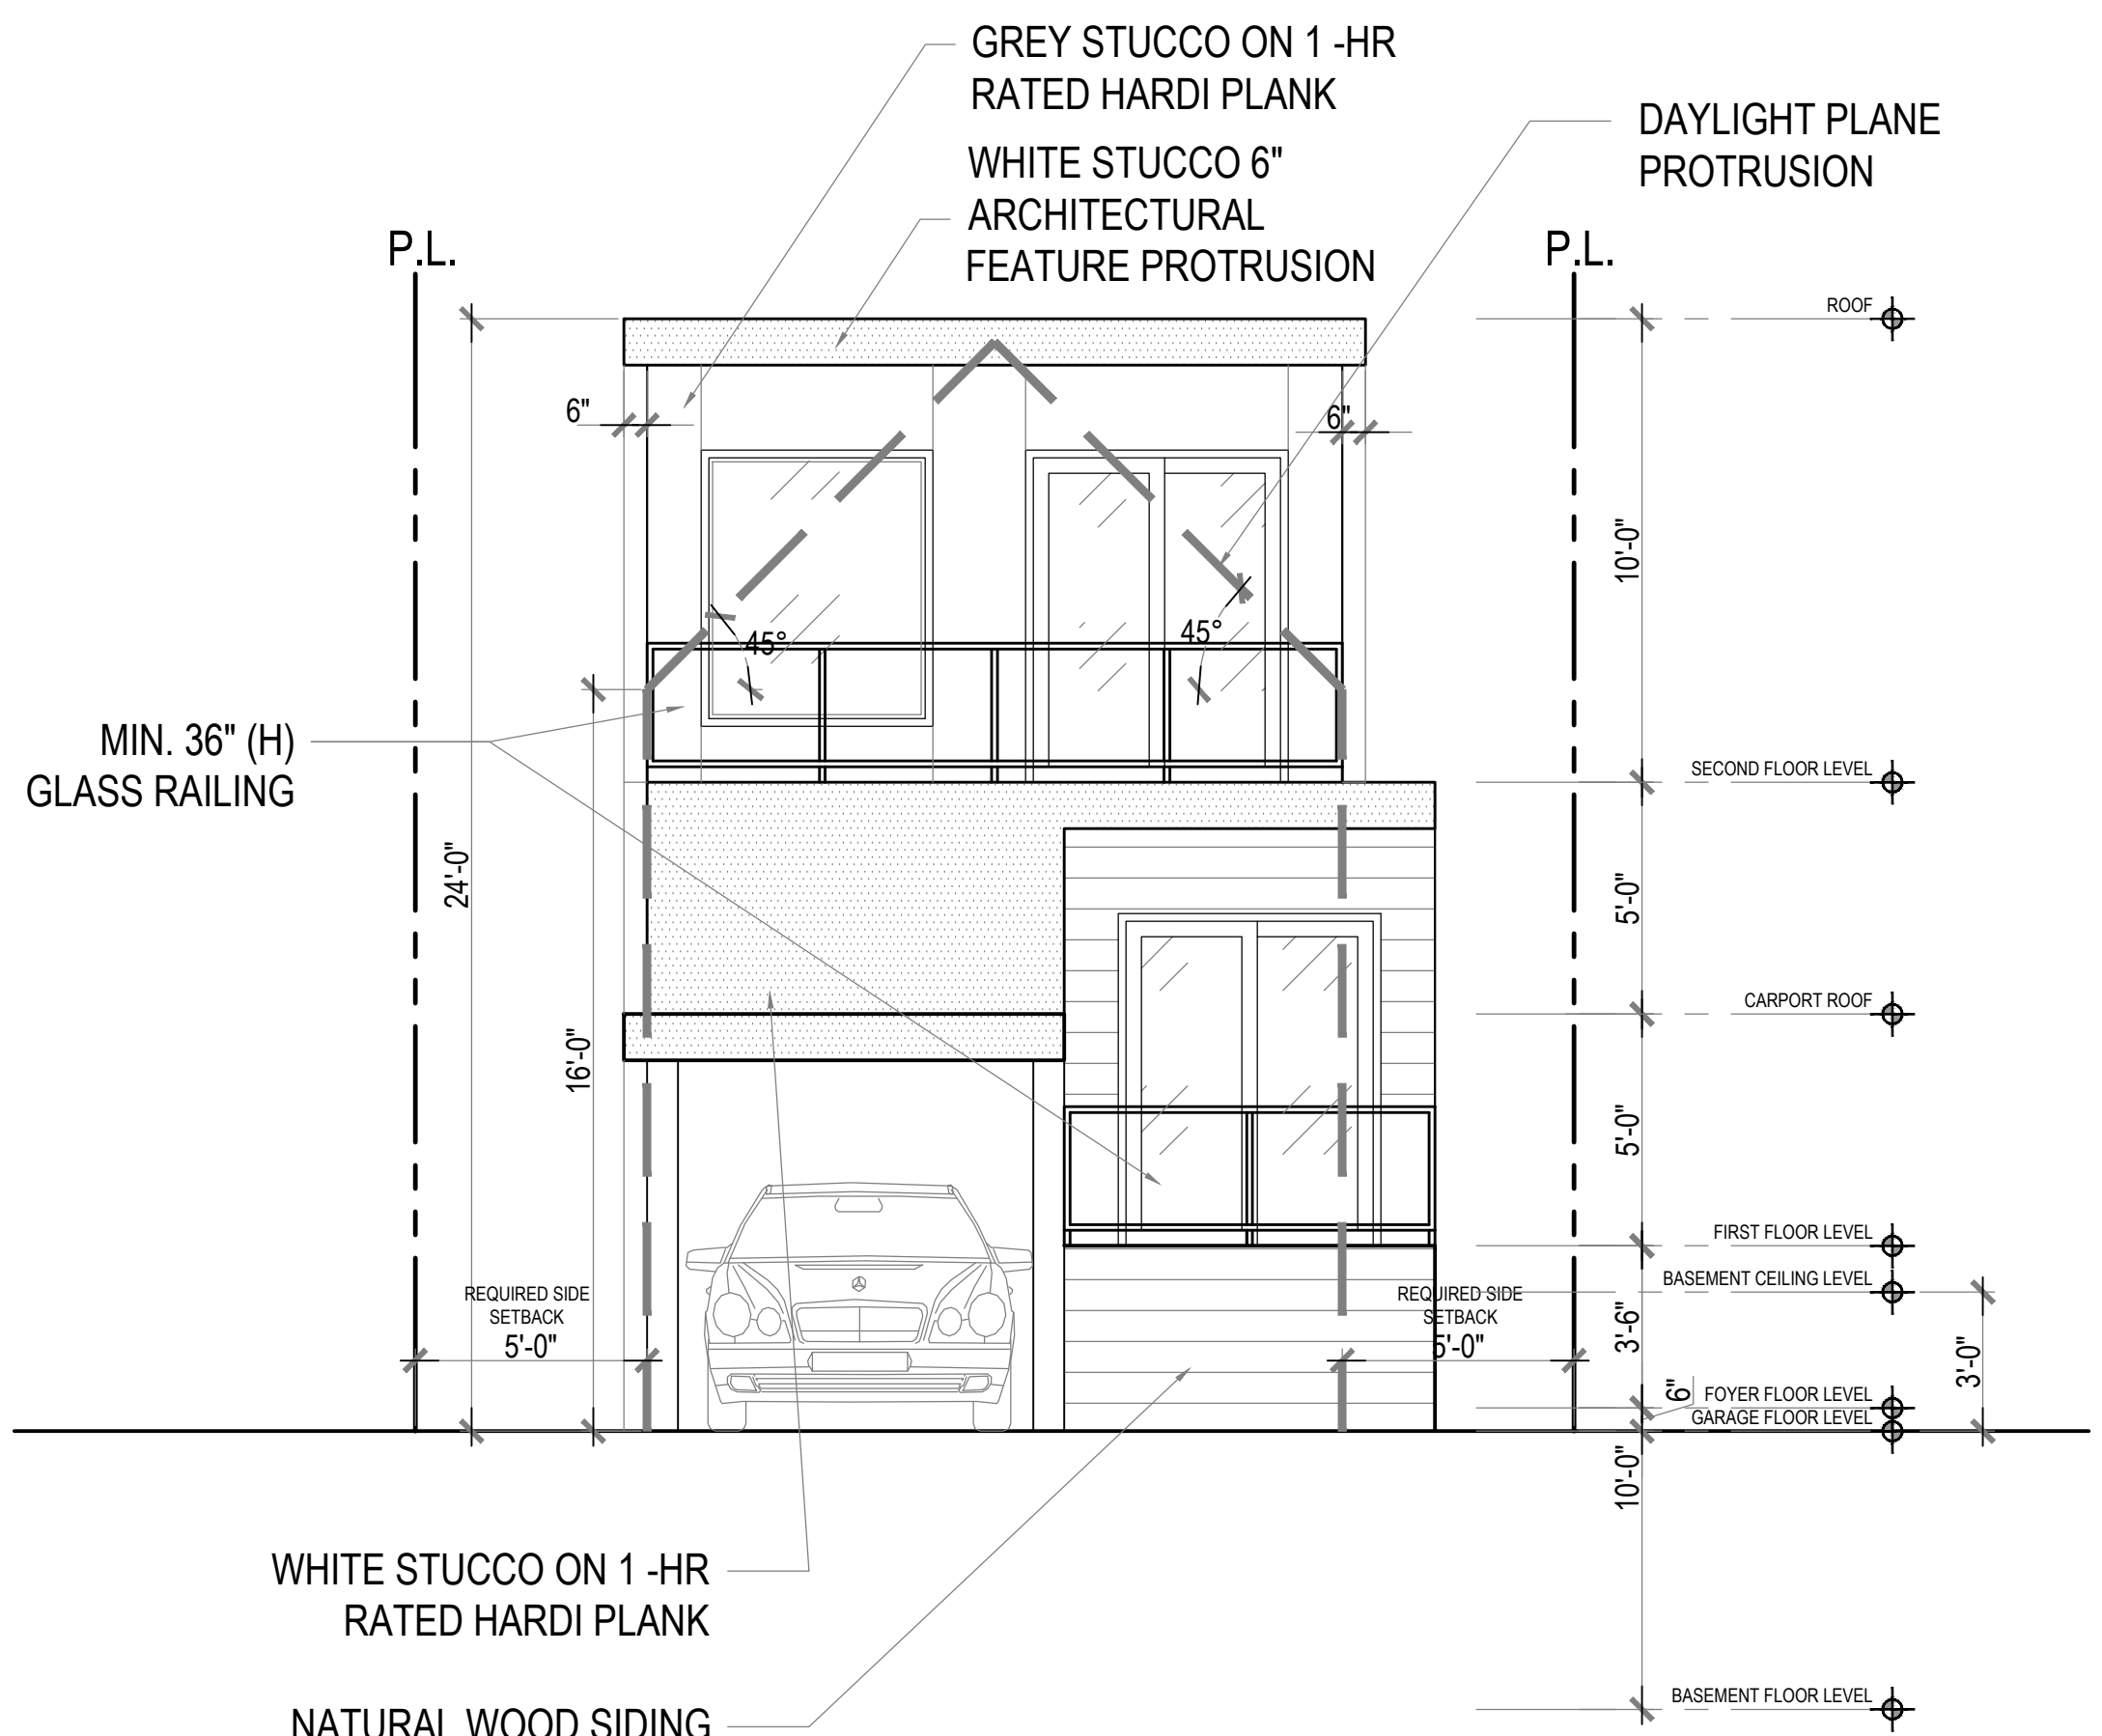 GREY STUCCO ON 1 -HR
RATED HARDI PLANK
WHITE STUCCO 6"
ARCHITECTURAL
FEATURE PROTRUSION
DAYLIGHT PLANE
PROTRUSION
P.L.
P.L.
ROOF
6"
6"
10'-0"
45°
45°
MIN. 36" (H)
GLASS RAILING
SECOND FLOOR LEVEL
24'-0"
5'-0"
CARPORT ROOF
16'-0"
5'-0"
FIRST FLOOR LEVEL
BASEMENT CEILING LEVEL
REQUIRED SIDE
SETBACK
5'-0"
REQUIRED SIDE
SETBACK
5'-0"
3'-6"
3'-0"
6"
FOYER FLOOR LEVEL
GARAGE FLOOR LEVEL
10'-0"
WHITE STUCCO ON 1 -HR
RATED HARDI PLANK
BASEMENT FLOOR LEVEL
NATURAL WOOD SIDING